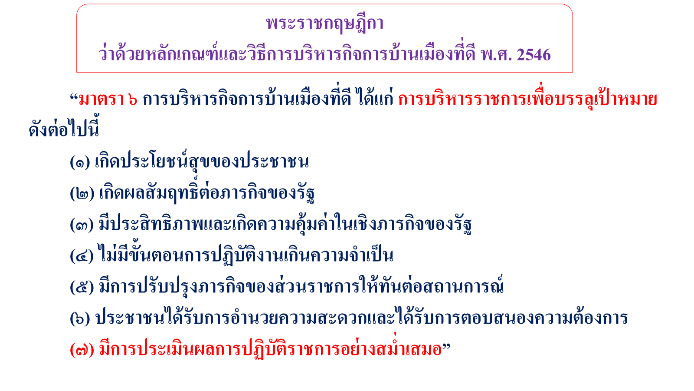 พระราชกฤษฎีกา
ว่าด้วยหลักเกณฑ์และวิธีการบริหารกิจการบ้านเมืองที่ดี พ.ศ. 2546
“มาตรา ๖ การบริหารกิจการบ้านเมืองที่ดี ได้แก่ การบริหารราชการเพื่อบรรลุเป้าหมาย
ดังต่อไปนี้
(๑) เกิดประโยชน์สุขของประชาชน
(๒) เกิดผลสัมฤทธิ์ต่อภารกิจของรัฐ
(๓) มีประสิทธิภาพและเกิดความคุ้มค่าในเชิงภารกิจของรัฐ
(๔) ไม่มีขั้นตอนการปฏิบัติงานเกินความจำเป็น
(๕) มีการปรับปรุงภารกิจของส่วนราชการให้ทันต่อสถานการณ์
(๖) ประชาชนได้รับการอำนวยความสะดวกและได้รับการตอบสนองความต้องการ
(๗) มีการประเมินผลการปฏิบัติราชการอย่างสม่ำเสมอ”